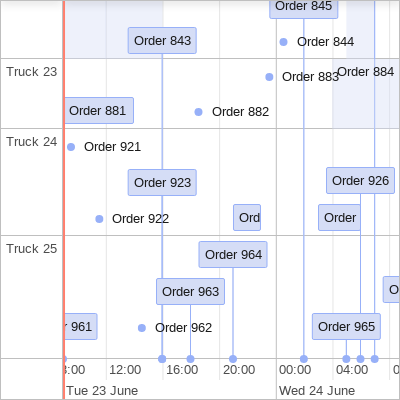 Order 845
Order 843
Order 844
Truck 23
Order 883
Order 884
Order 881
Order 882
Truck 24
Order 921
Order 923
Order 926
Order 922
Ord
Order
Truck 25
Order 964
Order 963
O
961
Order 962
Order 965
:00
12:00
16:00
20:00
00:00
04:00
Tue 23 June
Wed 24 June